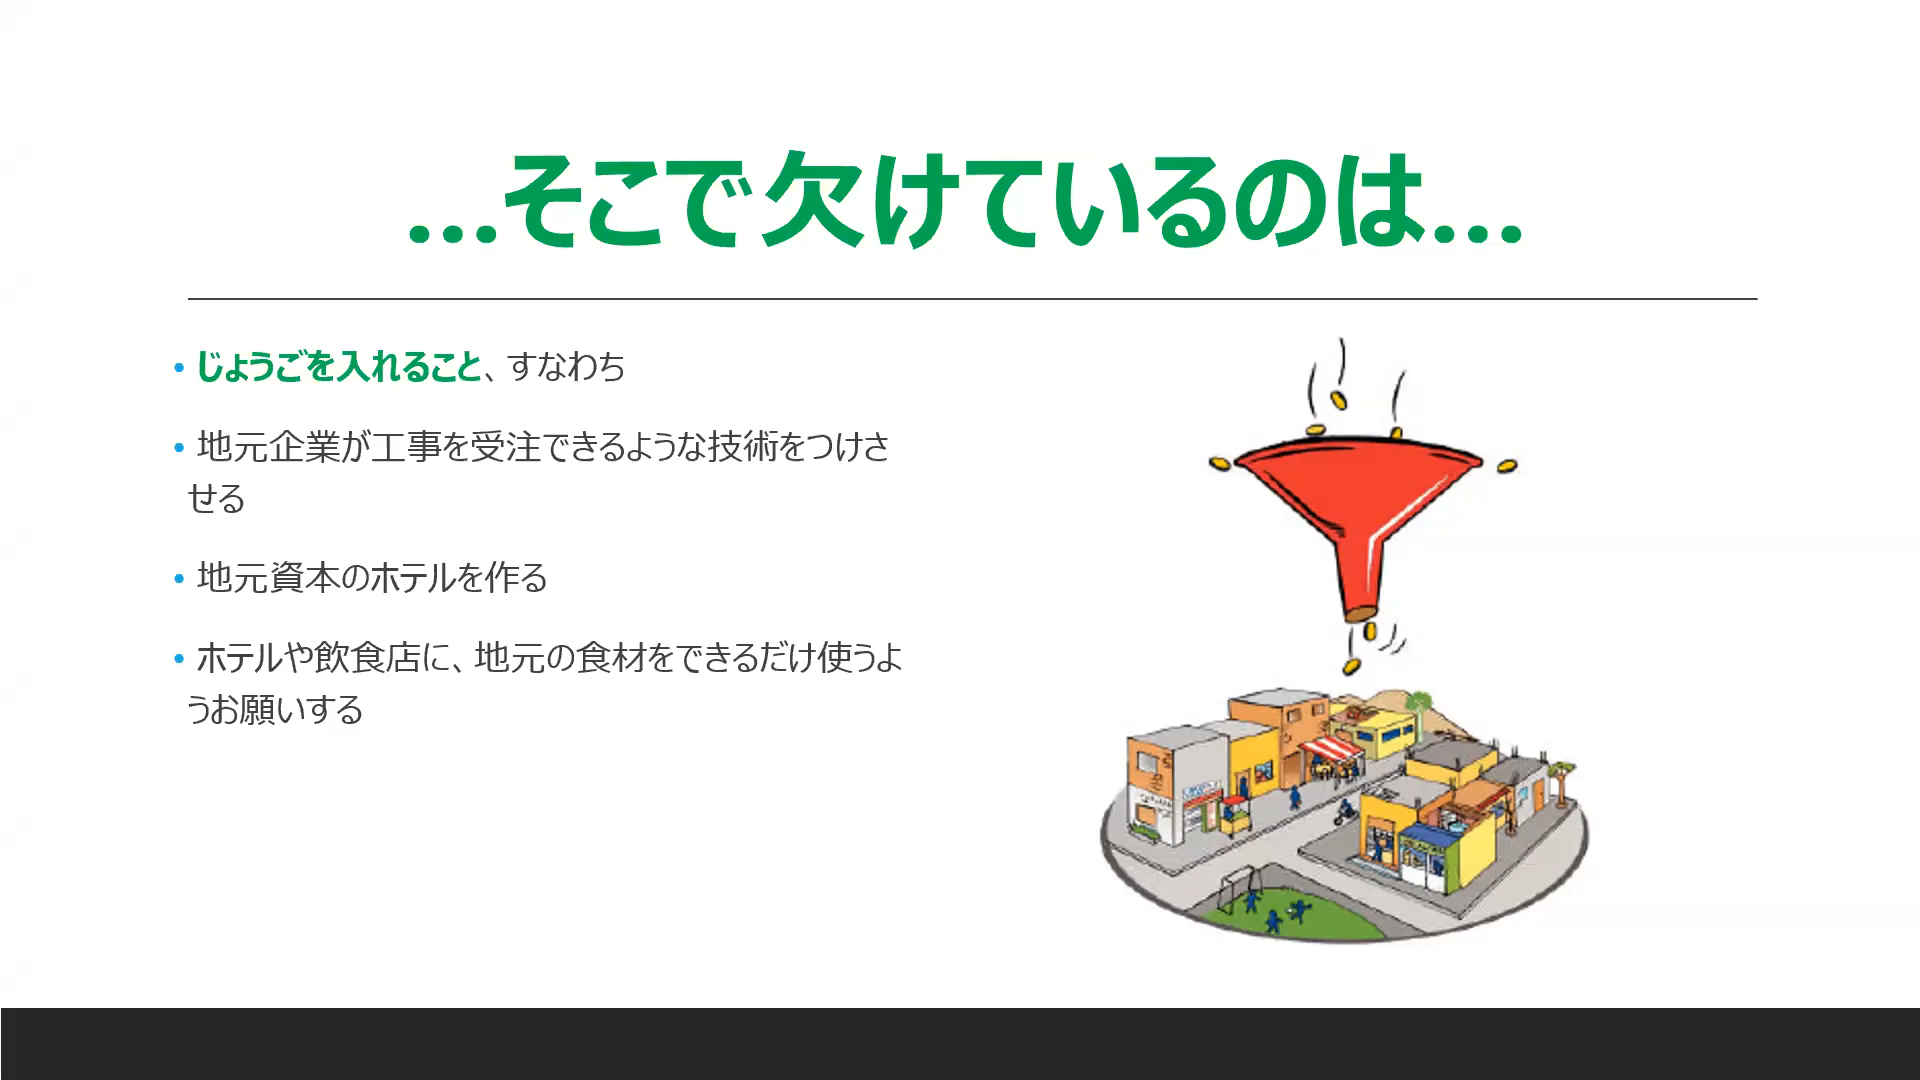 ...そこで欠けているのは...
• じょうごを入れること、すなわち
• 地元企業が工事を受注できるような技術をつけさ
せる
• 地元資本のホテルを作る
• ホテルや飲食店に、地元の食材をできるだけ使うよ
うお願いする